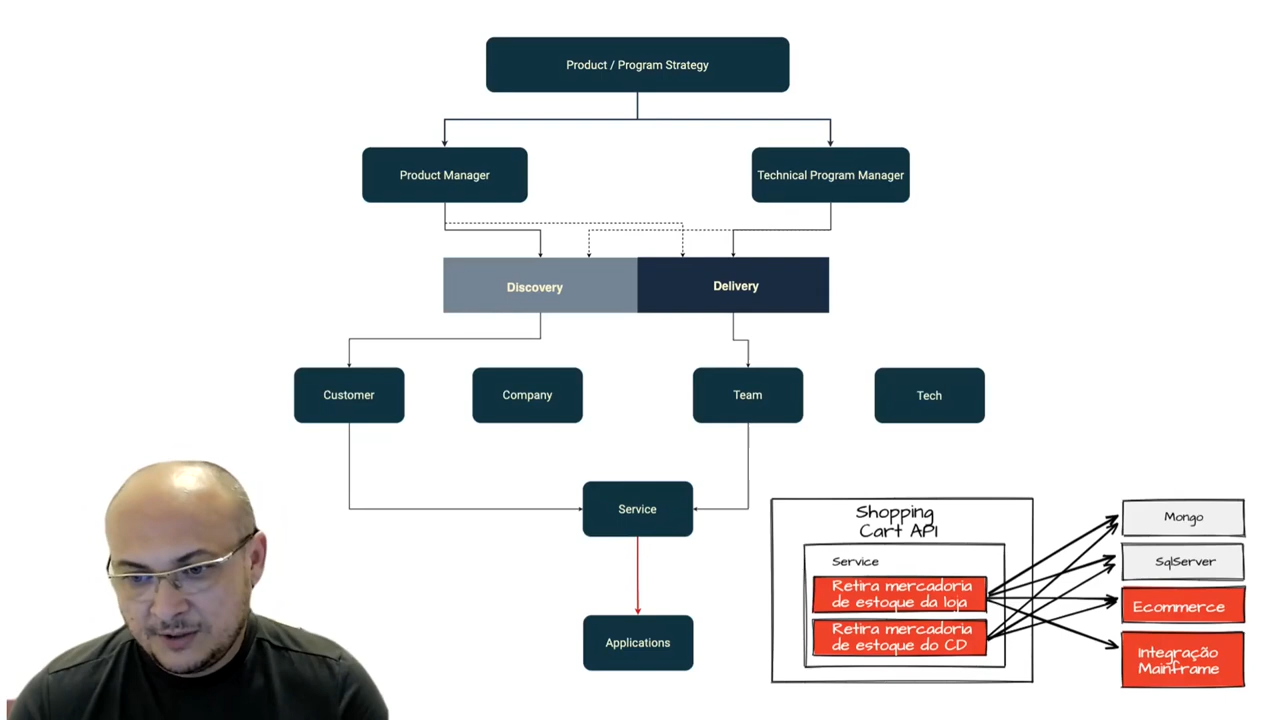 Product / Program Strategy
Product Manager
Technical Program Manager
Discovery
Delivery
Customer
Company
Team
Tech
Service
Applications
Shopping
Cart API
Service
Retira mercadoria
de estoque da loja
Retira mercadoria
de estoque do CD
Mongo
SqlServer
Ecommerce
Integração
Mainframe